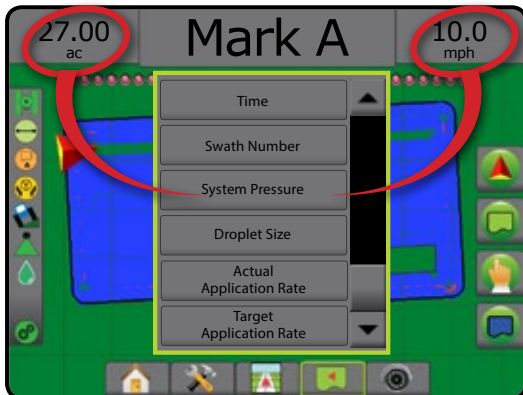 27.00
ac
Mark A
10.0
mph
Time
Swath Number
System Pressure
Droplet Size
Actual
Application Rate
Target
Application Rate